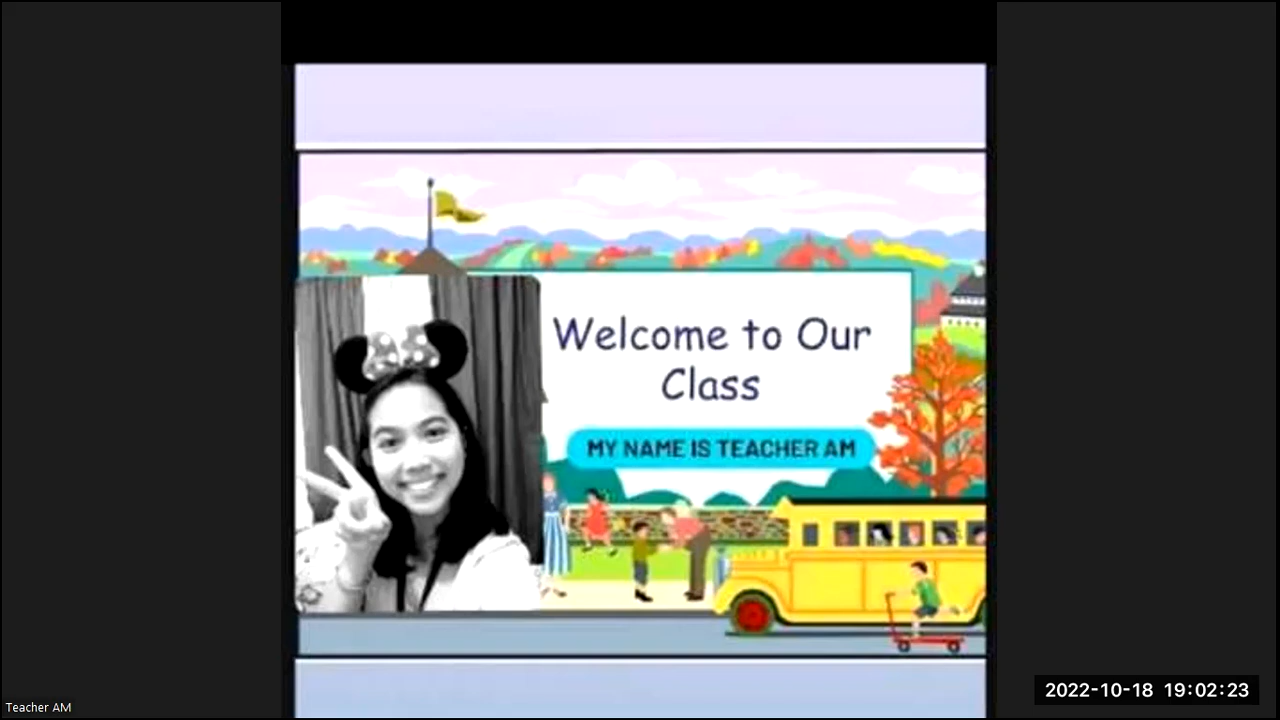 Welcome to Our
Class
MY NAME IS TEACHER AM
Teacher AM
2022-10-18 19:02:23